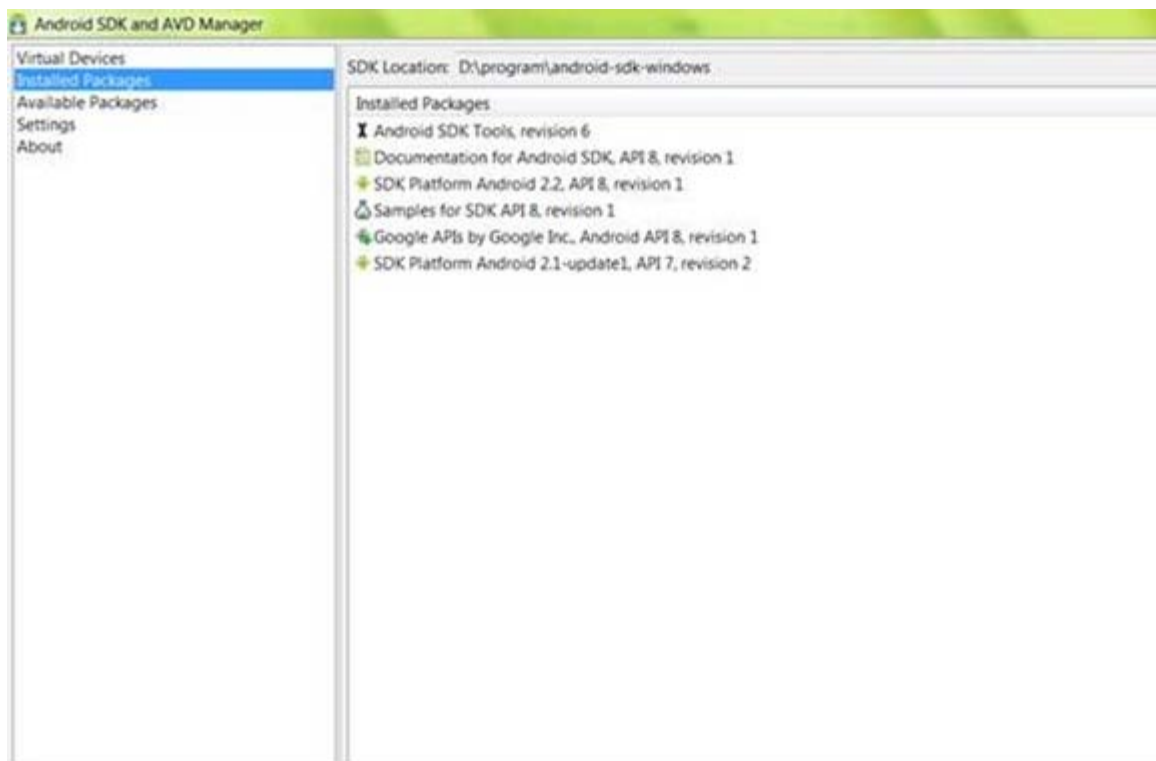 Android SDK and AVD Manager
Virtual Devices
Installed Packages
Available Packages
Settings
About
SDK Location: D:\program\android-sdk-windows
Installed Packages
Android SDK Tools, revision 6
Documentation for Android SDK, API 8, revision 1
SDK Platform Android 2.2, API 8, revision 1
Samples for SDK API 8, revision 1
Google APIs by Google Inc., Android API 8, revision 1
SDK Platform Android 2.1-update1, API 7, revision 2